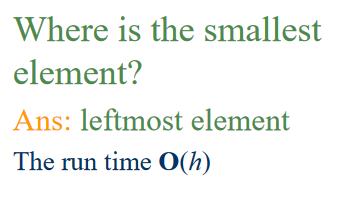 Where is the smallest
element?
Ans: leftmost element
The run time O(h)